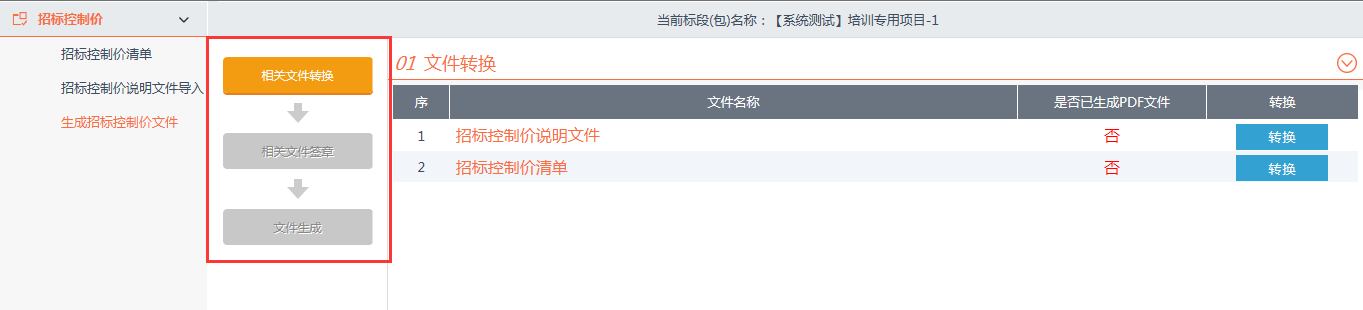 招标控制价
当前标段(包)名称：【系统测试】培训专用项目-1
招标控制价清单
招标控制价说明文件导入
生成招标控制价文件
相关文件转换
相关文件签章
文件生成
01 文件转换
序 文件名称 是否已生成PDF文件 转换
1 招标控制价说明文件 否 转换
2 招标控制价清单 否 转换